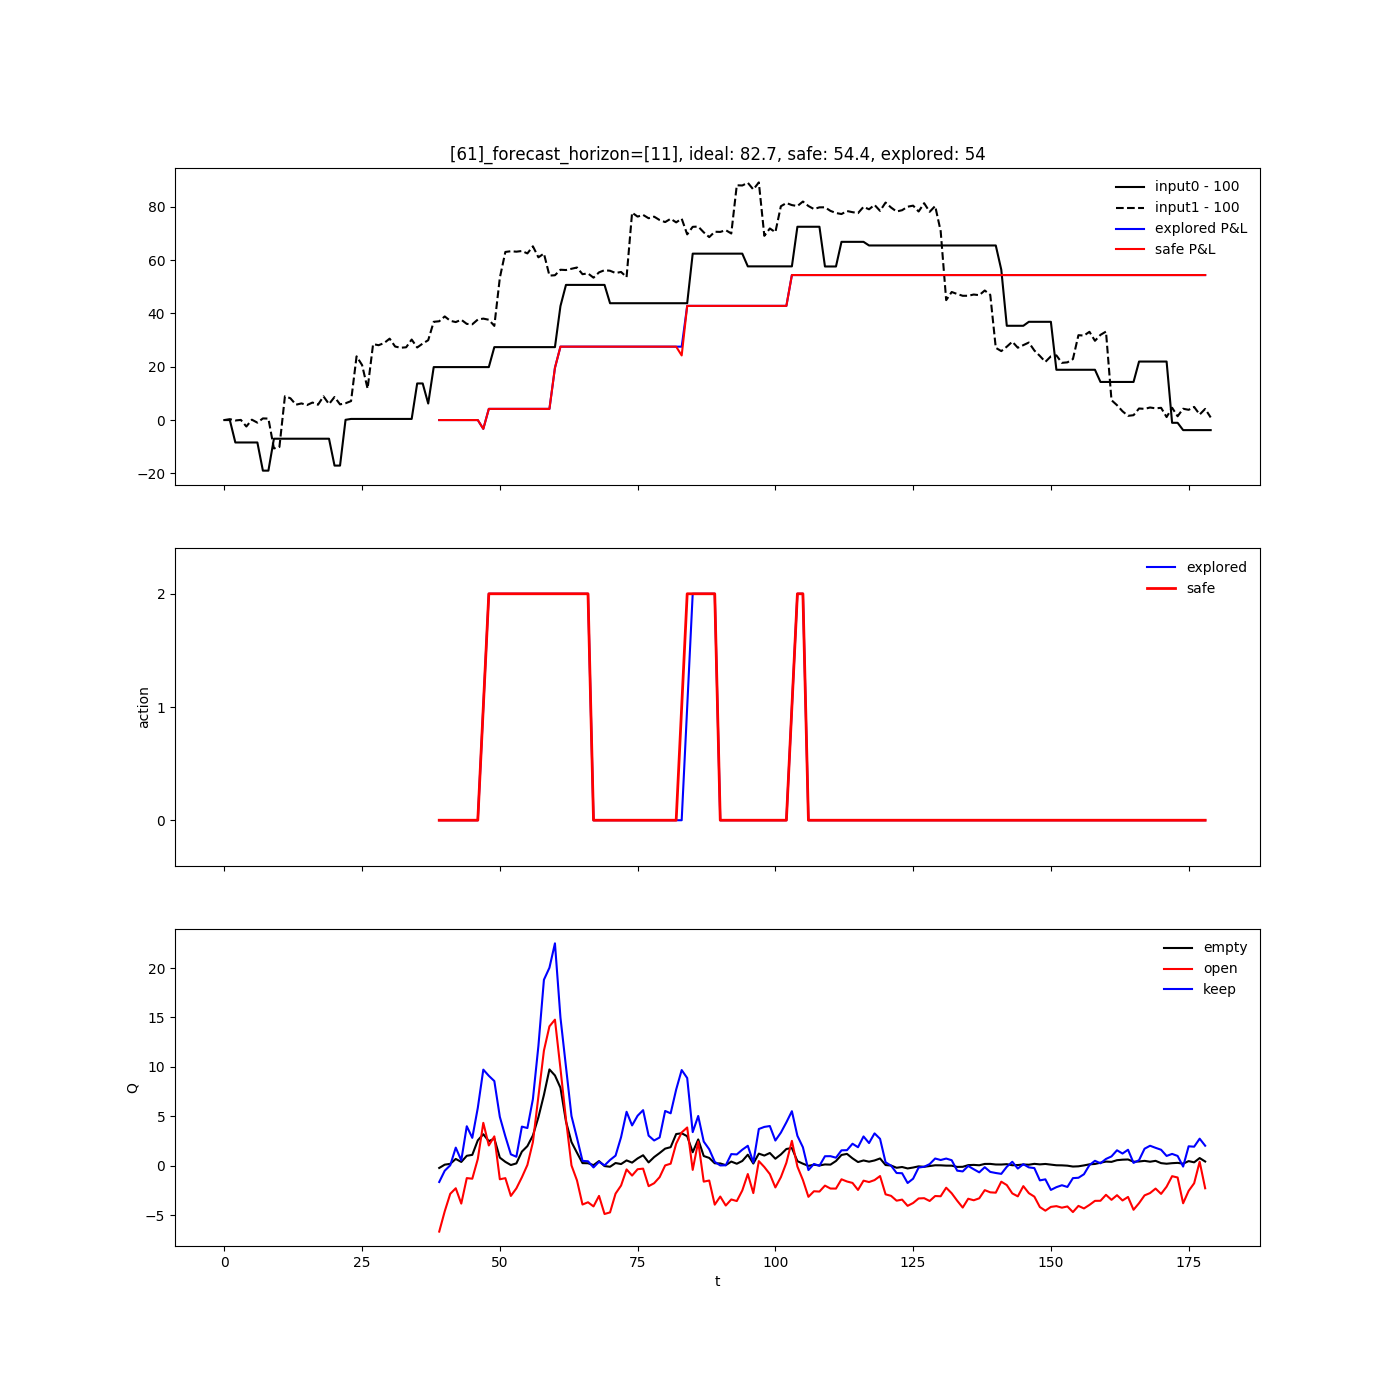 [61]_forecast_horizon=[11], ideal: 82.7, safe: 54.4, explored: 54
input0 - 100
input1 - 100
explored P&L
safe P&L
80
60
40
20
0
−20
explored
safe
2
1
0
action
empty
open
keep
20
15
10
5
0
−5
Q
0 25 50 75 100 125 150 175
t